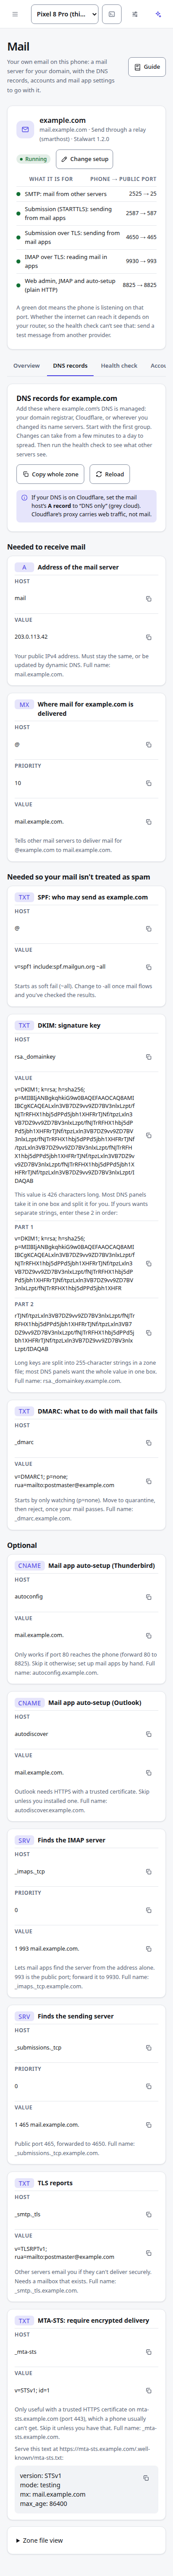 Pixel 8 Pro (thi...
Mail
Your own email on this phone: a mail
server for your domain, with the DNS
records, accounts and mail app settings
to go with it.
Guide
example.com
mail.example.com · Send through a relay
(smarthost) · Stalwart 1.2.0
Running
Change setup
WHAT IT IS FOR
PHONE → PUBLIC PORT
SMTP: mail from other servers
2525 → 25
Submission (STARTTLS): sending
from mail apps
2587 → 587
Submission over TLS: sending from
mail apps
4650 → 465
IMAP over TLS: reading mail in
apps
9930 → 993
Web admin, JMAP and auto-setup
(plain HTTP)
8825 → 8825
A green dot means the phone is listening on that
port. Whether the internet can reach it depends on
your router, so the health check can't see that: send a
test message from another provider.
Overview
DNS records
Health check
Accou
DNS records for example.com
Add these where example.com's DNS is managed:
your domain registrar, Cloudflare, or wherever you
changed its name servers. Start with the first group.
Changes can take from a few minutes to a day to
spread. Then run the health check to see what other
servers see.
Copy whole zone
Reload
If your DNS is on Cloudflare, set the mail
host's A record to "DNS only" (grey cloud).
Cloudflare's proxy carries web traffic, not mail.
Needed to receive mail
A
Address of the mail server
HOST
mail
VALUE
203.0.113.42
Your public IPv4 address. Must stay the same, or be
updated by dynamic DNS. Full name:
mail.example.com.
MX
Where mail for example.com is
delivered
HOST
@
PRIORITY
10
VALUE
mail.example.com.
Tells other mail servers to deliver mail for
@example.com to mail.example.com.
Needed so your mail isn't treated as spam
TXT
SPF: who may send as example.com
HOST
@
VALUE
v=spf1 include:spf.mailgun.org ~all
Starts as soft fail (~all). Change to -all once mail flows
and you've checked the results.
TXT
DKIM: signature key
HOST
rsa._domainkey
VALUE
v=DKIM1; k=rsa; h=sha256;
This value is 426 characters long. Most DNS panels
take it in one box and split it for you. If yours wants
separate strings, enter these 2 in order:
PART 1
v=DKIM1; k=rsa; h=sha256;
PART 2
Long keys are split into 255-character strings in a zone
file; most DNS panels want the whole value in one box.
Full name: rsa._domainkey.example.com.
TXT
DMARC: what to do with mail that fails
HOST
_dmarc
VALUE
v=DMARC1; p=none;
rua=mailto:postmaster@example.com
Starts by only watching (p=none). Move to quarantine,
then reject, once your mail passes. Full name:
_dmarc.example.com.
Optional
CNAME
Mail app auto-setup (Thunderbird)
HOST
autoconfig
VALUE
mail.example.com.
Only works if port 80 reaches the phone (forward 80 to
8825). Skip it otherwise; set up mail apps by hand. Full
name: autoconfig.example.com.
CNAME
Mail app auto-setup (Outlook)
HOST
autodiscover
VALUE
mail.example.com.
Outlook needs HTTPS with a trusted certificate. Skip
unless you installed one. Full name:
autodiscover.example.com.
SRV
Finds the IMAP server
HOST
_imaps._tcp
PRIORITY
0
VALUE
1 993 mail.example.com.
Lets mail apps find the server from the address alone.
993 is the public port; forward it to 9930. Full name:
_imaps._tcp.example.com.
SRV
Finds the sending server
HOST
_submissions._tcp
PRIORITY
0
VALUE
1 465 mail.example.com.
Public port 465, forwarded to 4650. Full name:
_submissions._tcp.example.com.
TXT
TLS reports
HOST
_smtp._tls
VALUE
v=TLSRPTv1;
rua=mailto:postmaster@example.com
Other servers email you if they can't deliver securely.
Needs a mailbox that exists. Full name:
_smtp._tls.example.com.
TXT
MTA-STS: require encrypted delivery
HOST
_mta-sts
VALUE
v=STSv1; id=1
Only useful with a trusted HTTPS certificate on mta-
sts.example.com (port 443), which a phone usually
can't get. Skip it unless you have that. Full name: _mta-
sts.example.com.
Serve this text at https://mta-sts.example.com/.well-
known/mta-sts.txt:
version: STSv1
mode: testing
mx: mail.example.com
max_age: 86400
Zone file view